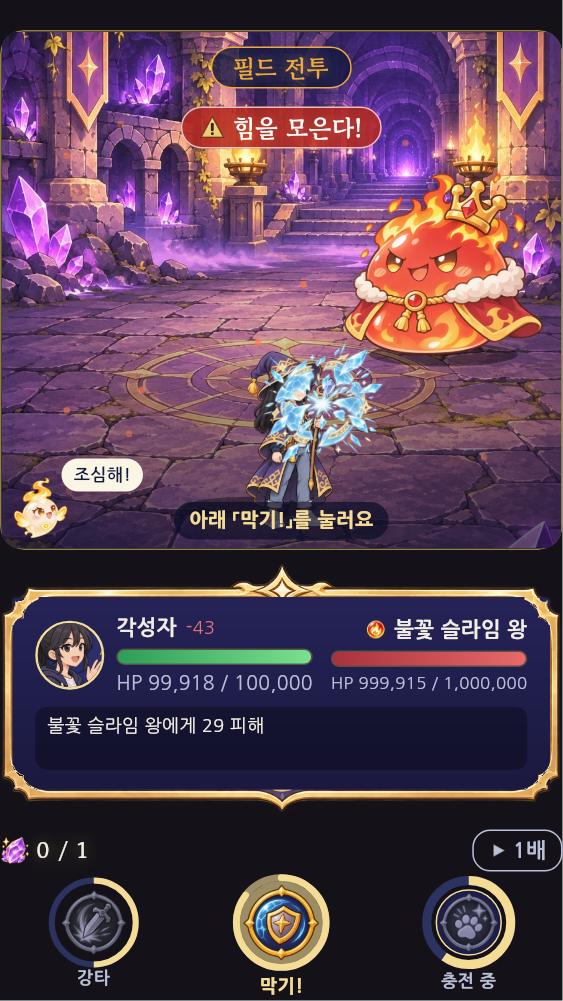 필드 전투
힘을 모은다!
조심해!
아래 「막기!」를 눌러요
각성자 -43
불꽃 슬라임 왕
HP 99,918 / 100,000
HP 999,915 / 1,000,000
불꽃 슬라임 왕에게 29 피해
0 / 1
1배
강타
막기!
충전 중